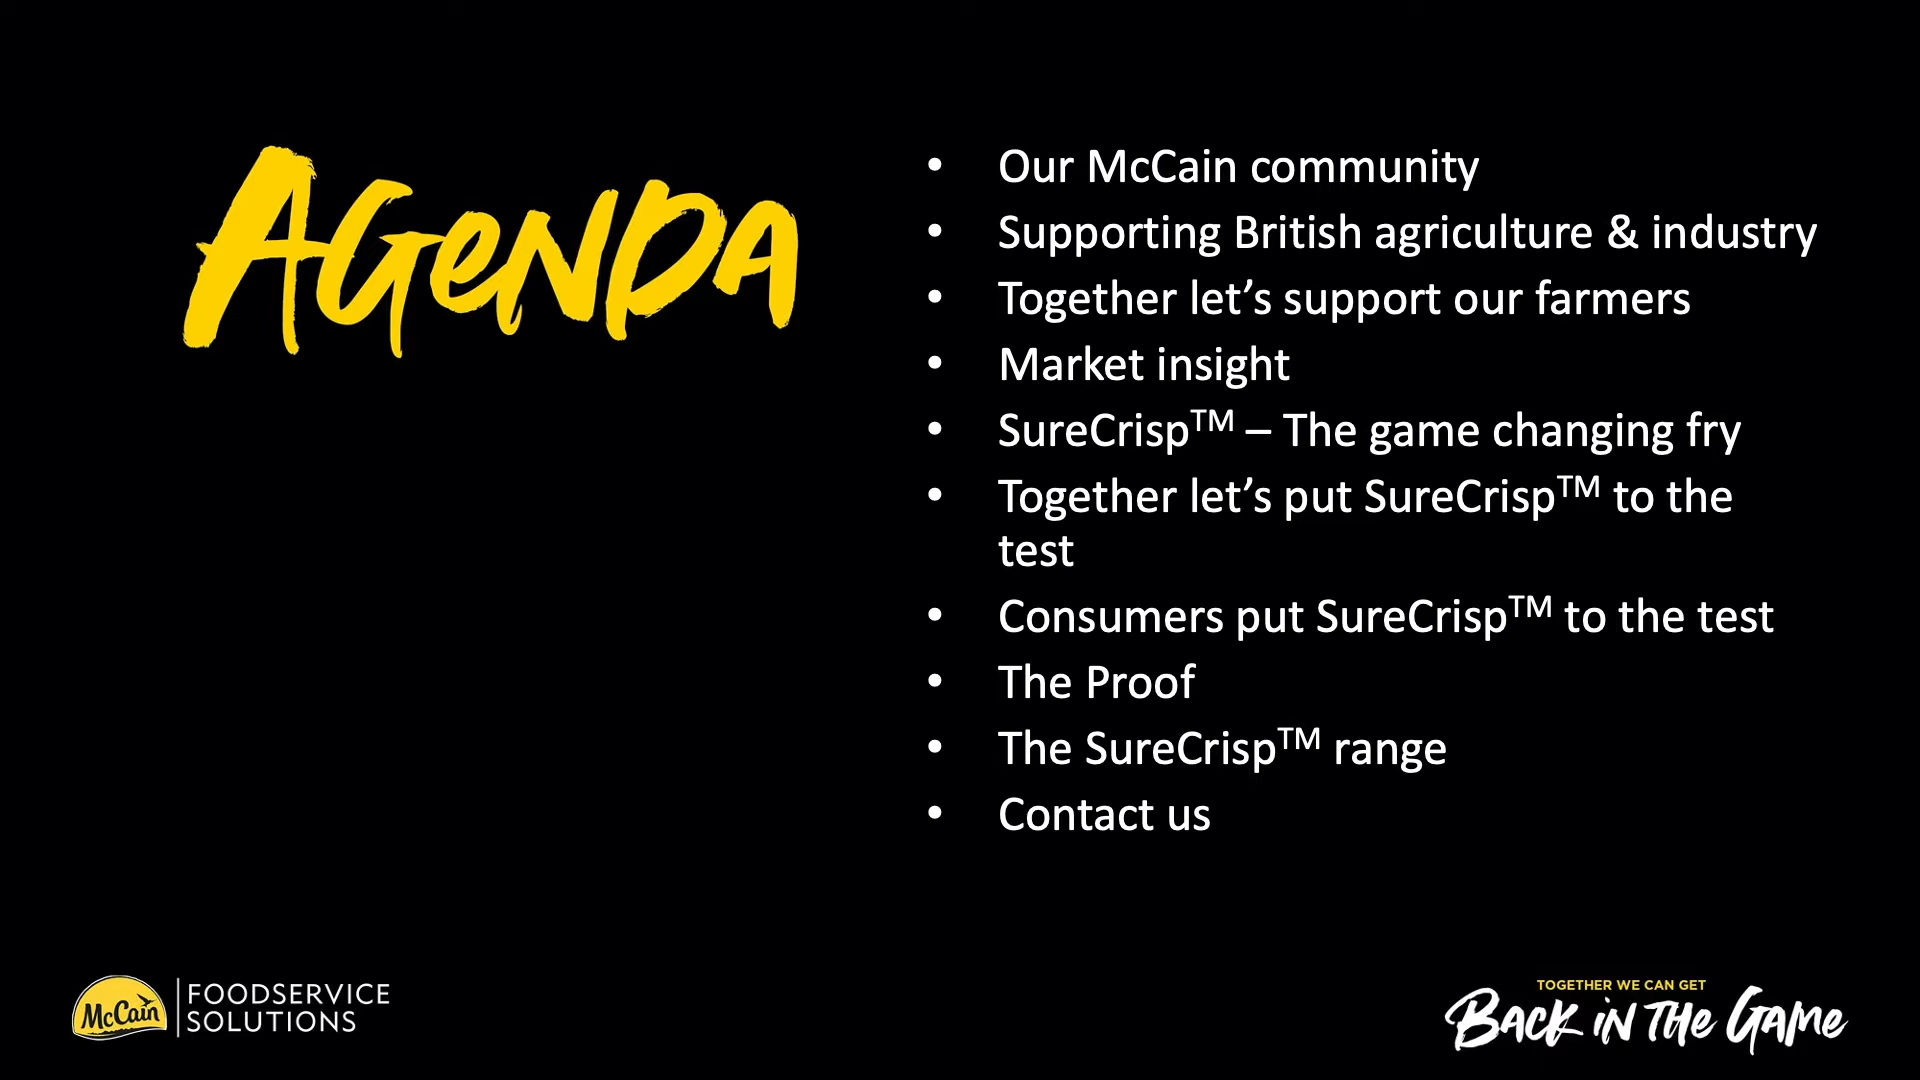 AGENDA
• Our McCain community
• Supporting British agriculture & industry
• Together let’s support our farmers
• Market insight
• SureCrisp™ – The game changing fry
• Together let’s put SureCrisp™ to the
test
• Consumers put SureCrisp™ to the test
• The Proof
• The SureCrisp™ range
• Contact us
McCain
FOODSERVICE
SOLUTIONS
TOGETHER WE CAN GET
BACK IN THE GAME